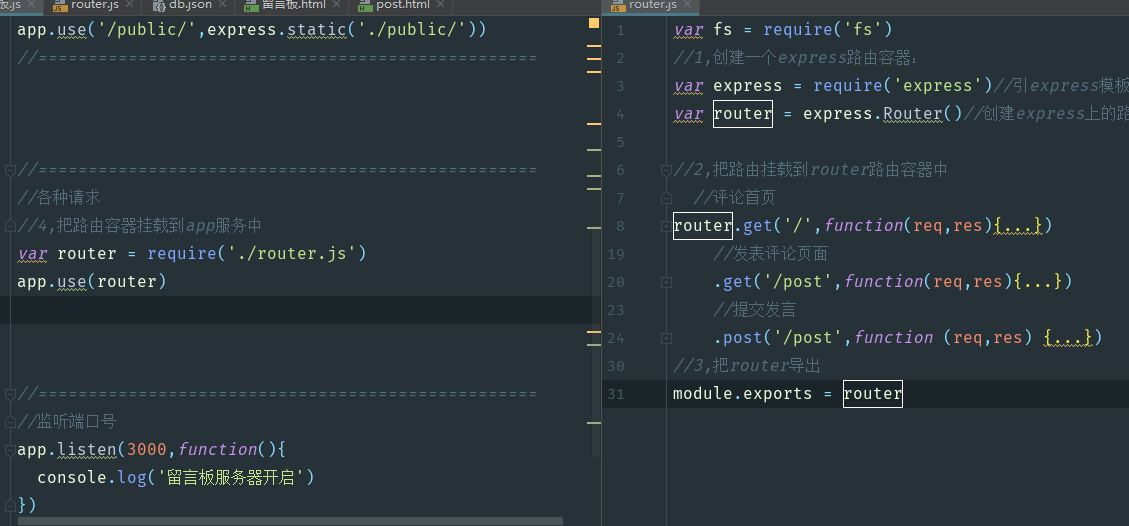 板.js router.js db.json 留言板.html post.html
app.use('/public/',express.static('./public/'))
//==================================================
//==================================================
//各种请求
//4,把路由容器挂载到app服务中
var router = require('./router.js')
app.use(router)
//==================================================
//监听端口号
app.listen(3000,function(){
console.log('留言板服务器开启')
})
router.js
1 var fs = require('fs')
2 //1,创建一个express路由容器：
3 var express = require('express')//引express模板
4 var router = express.Router()//创建express上的路
5
6 //2,把路由挂载到router路由容器中
7 //评论首页
8 router.get('/',function(req,res){...})
19 //发表评论页面
20 .get('/post',function(req,res){...})
23 //提交发言
24 .post('/post',function (req,res) {...})
30 //3,把router导出
31 module.exports = router